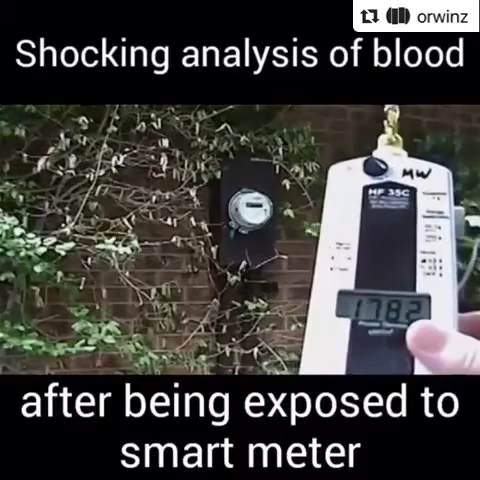 orwinz
Shocking analysis of blood
MW
HF 35C
1782
after being exposed to
smart meter